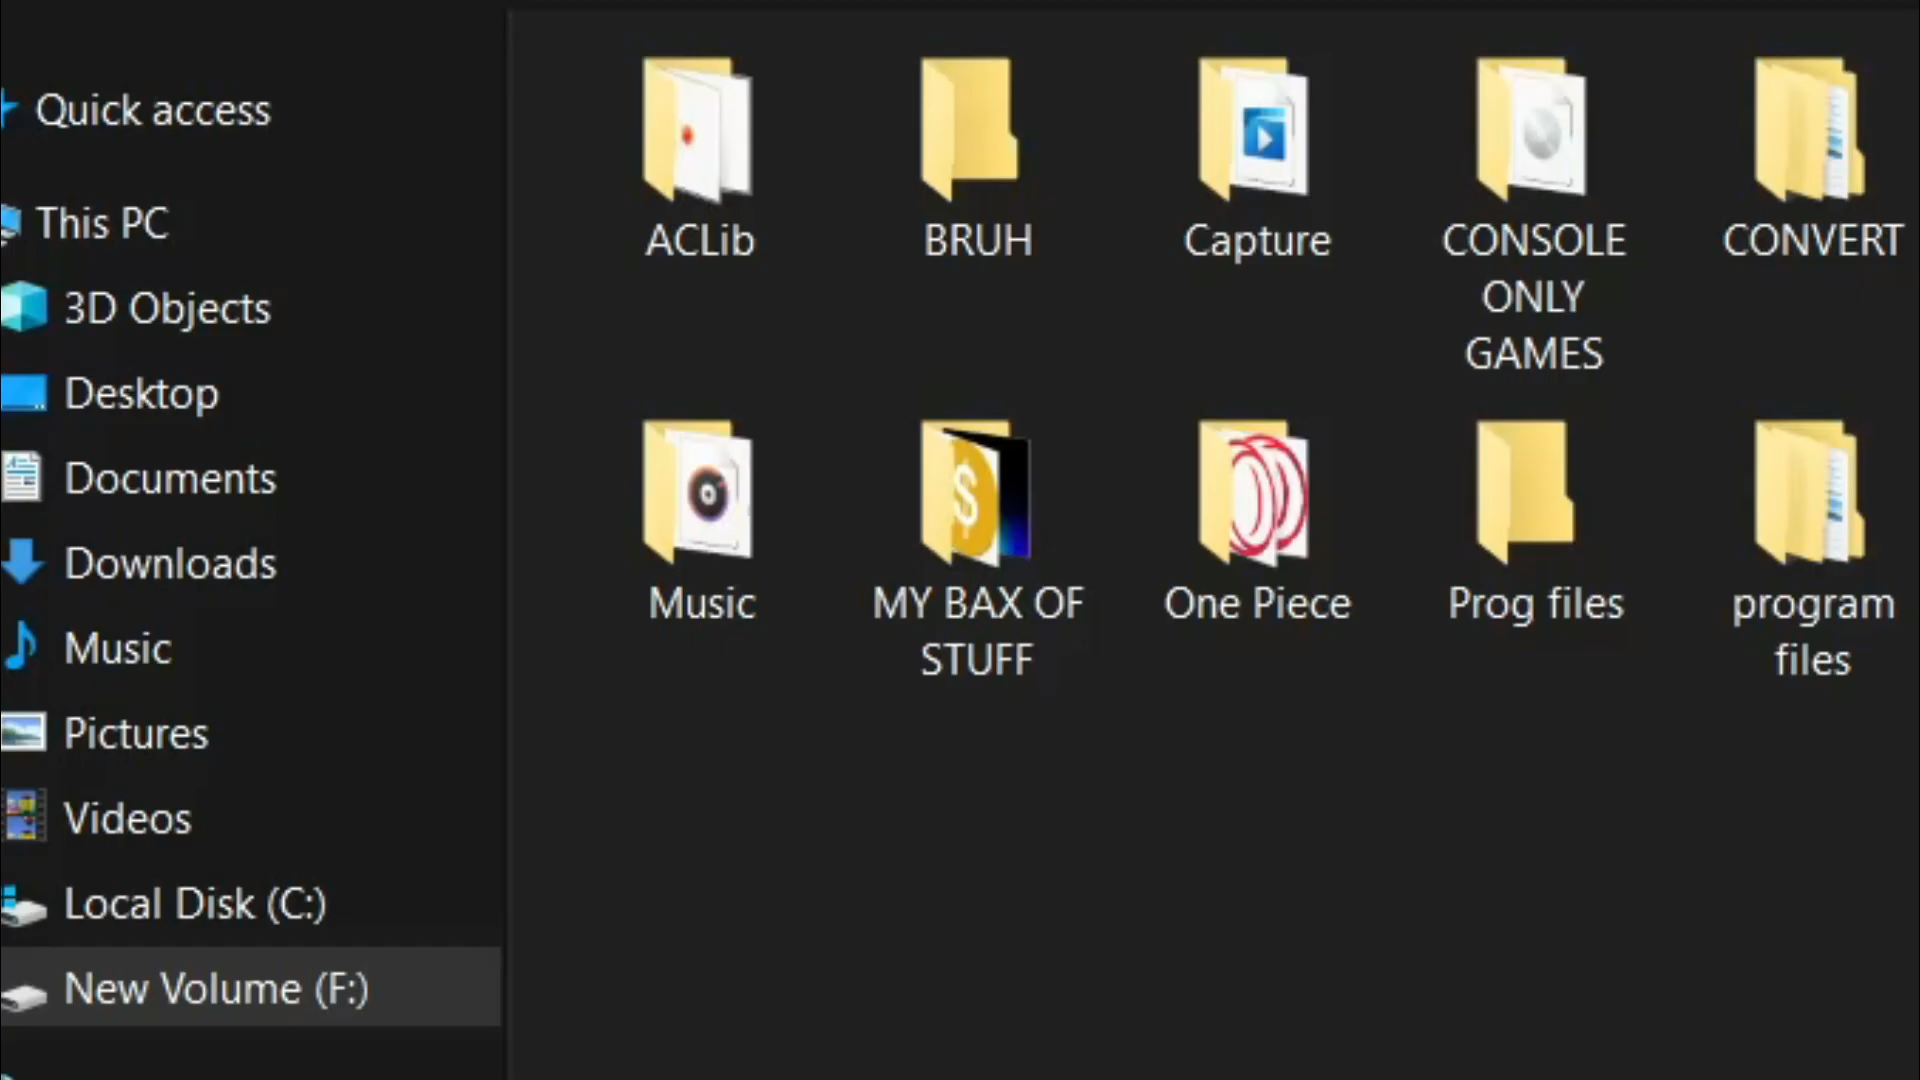 Quick access
This PC
3D Objects
Desktop
Documents
Downloads
Music
Pictures
Videos
Local Disk (C:)
New Volume (F:)
ACLib
BRUH
Capture
CONSOLE
ONLY
GAMES
CONVERT
Music
MY BAX OF
STUFF
One Piece
Prog files
program
files